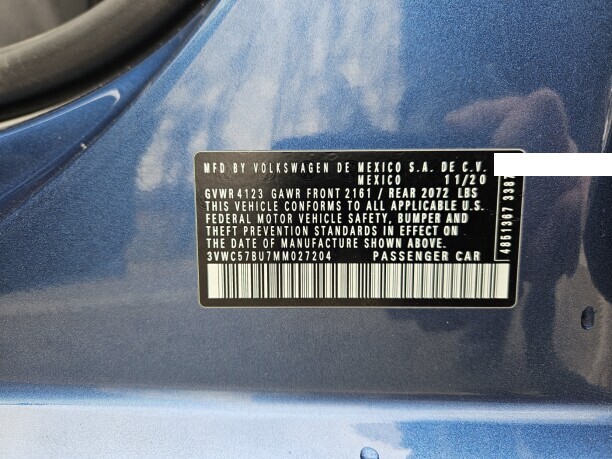 MFD BY VOLKSWAGEN DE MEXICO S.A. DE C.V.
MEXICO 11/20
GVWR 4123 GAWR FRONT 2161 / REAR 2072 LBS
THIS VEHICLE CONFORMS TO ALL APPLICABLE U.S.
FEDERAL MOTOR VEHICLE SAFETY, BUMPER AND
THEFT PREVENTION STANDARDS IN EFFECT ON
THE DATE OF MANUFACTURE SHOWN ABOVE.
3VWC57BU7MM027204 PASSENGER CAR
4851367